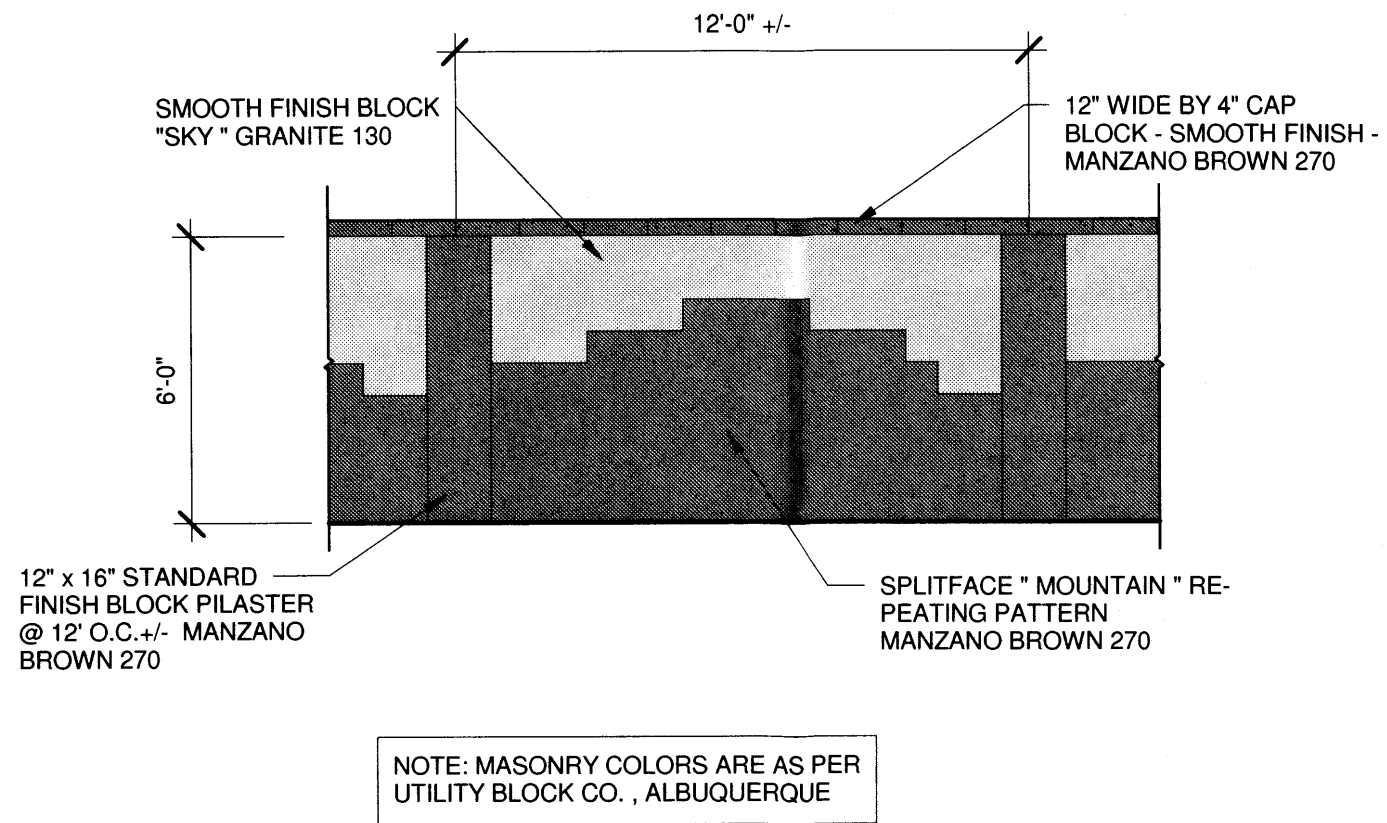 12'-0" +/-
SMOOTH FINISH BLOCK
"SKY " GRANITE 130
12" WIDE BY 4" CAP
BLOCK - SMOOTH FINISH -
MANZANO BROWN 270
6'-0"
12" x 16" STANDARD
FINISH BLOCK PILASTER
@ 12' O.C.+/- MANZANO
BROWN 270
SPLITFACE " MOUNTAIN " RE-
PEATING PATTERN
MANZANO BROWN 270
NOTE: MASONRY COLORS ARE AS PER
UTILITY BLOCK CO. , ALBUQUERQUE